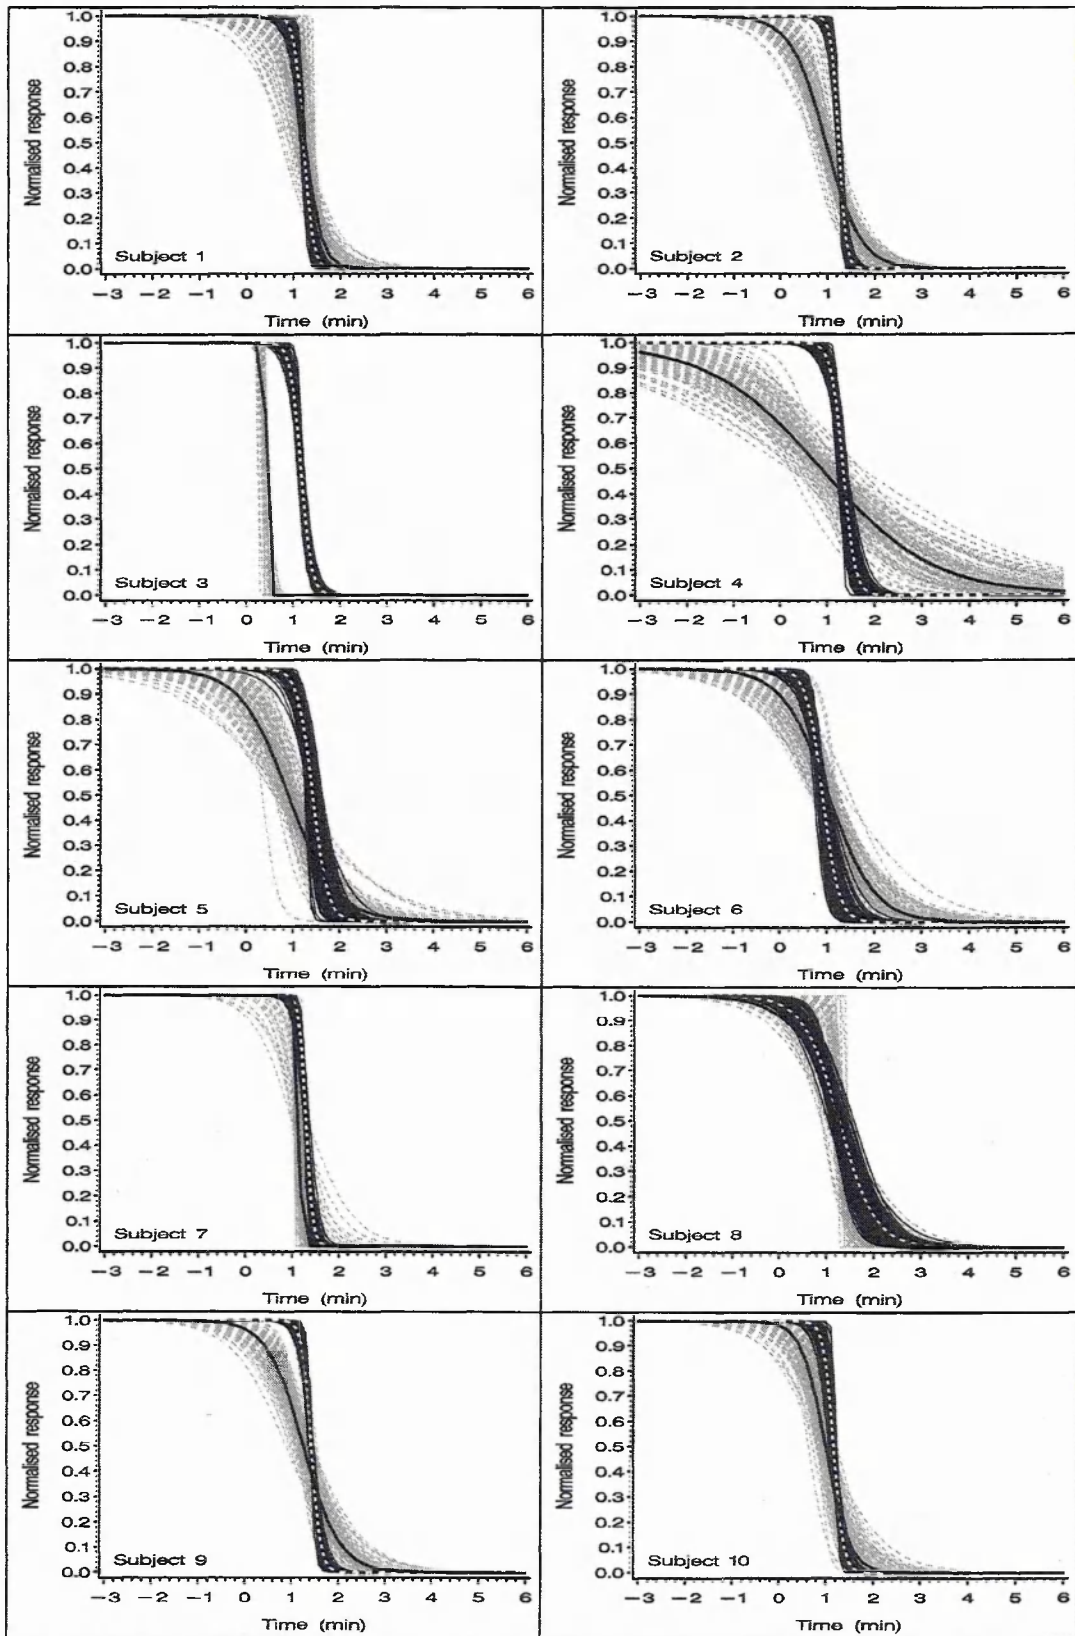 Normalised response
1.0
0.9
0.8
0.7
0.6
0.5
0.4
0.3
0.2
0.1
0.0
Subject 1
−3 −2 −1 0 1 2 3 4 5 6
Time (min)
Normalised response
1.0
0.9
0.8
0.7
0.6
0.5
0.4
0.3
0.2
0.1
0.0
Subject 2
−3 −2 −1 0 1 2 3 4 5 6
Time (min)
Normalised response
1.0
0.9
0.8
0.7
0.6
0.5
0.4
0.3
0.2
0.1
0.0
Subject 3
−3 −2 −1 0 1 2 3 4 5 6
Time (min)
Normalised response
1.0
0.9
0.8
0.7
0.6
0.5
0.4
0.3
0.2
0.1
0.0
Subject 4
−3 −2 −1 0 1 2 3 4 5 6
Time (min)
Normalised response
1.0
0.9
0.8
0.7
0.6
0.5
0.4
0.3
0.2
0.1
0.0
Subject 5
−3 −2 −1 0 1 2 3 4 5 6
Time (min)
Normalised response
1.0
0.9
0.8
0.7
0.6
0.5
0.4
0.3
0.2
0.1
0.0
Subject 6
−3 −2 −1 0 1 2 3 4 5 6
Time (min)
Normalised response
1.0
0.9
0.8
0.7
0.6
0.5
0.4
0.3
0.2
0.1
0.0
Subject 7
−3 −2 −1 0 1 2 3 4 5 6
Time (min)
Normalised response
1.0
0.9
0.8
0.7
0.6
0.5
0.4
0.3
0.2
0.1
0.0
Subject 8
−3 −2 −1 0 1 2 3 4 5 6
Time (min)
Normalised response
1.0
0.9
0.8
0.7
0.6
0.5
0.4
0.3
0.2
0.1
0.0
Subject 9
−3 −2 −1 0 1 2 3 4 5 6
Time (min)
Normalised response
1.0
0.9
0.8
0.7
0.6
0.5
0.4
0.3
0.2
0.1
0.0
Subject 10
−3 −2 −1 0 1 2 3 4 5 6
Time (min)